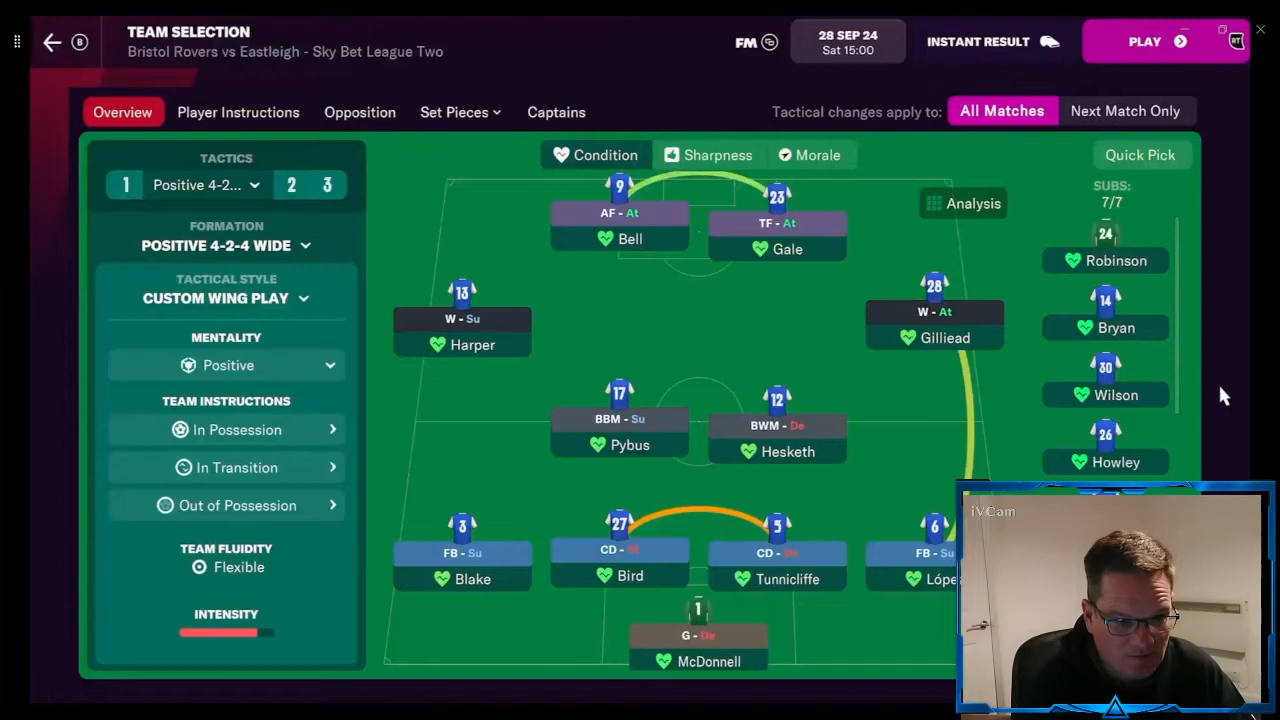 B
TEAM SELECTION
Bristol Rovers vs Eastleigh - Sky Bet League Two
FM
28 SEP 24
Sat 15:00
INSTANT RESULT
PLAY
RT
Overview
Player Instructions
Opposition
Set Pieces
Captains
Tactical changes apply to:
All Matches
Next Match Only
TACTICS
1
Positive 4-2...
2
3
FORMATION
POSITIVE 4-2-4 WIDE
TACTICAL STYLE
CUSTOM WING PLAY
MENTALITY
Positive
TEAM INSTRUCTIONS
In Possession
In Transition
Out of Possession
TEAM FLUIDITY
Flexible
INTENSITY
Condition
Sharpness
Morale
Quick Pick
Analysis
9
AF - At
Bell
23
TF - At
Gale
13
W - Su
Harper
28
W - At
Gilliead
17
BBM - Su
Pybus
12
BWM - De
Hesketh
3
FB - Su
Blake
27
CD -
Bird
5
CD - De
Tunnicliffe
6
FB - Su
Lópe
1
G - De
McDonnell
SUBS:
7/7
24
Robinson
14
Bryan
30
Wilson
26
Howley
iVCam